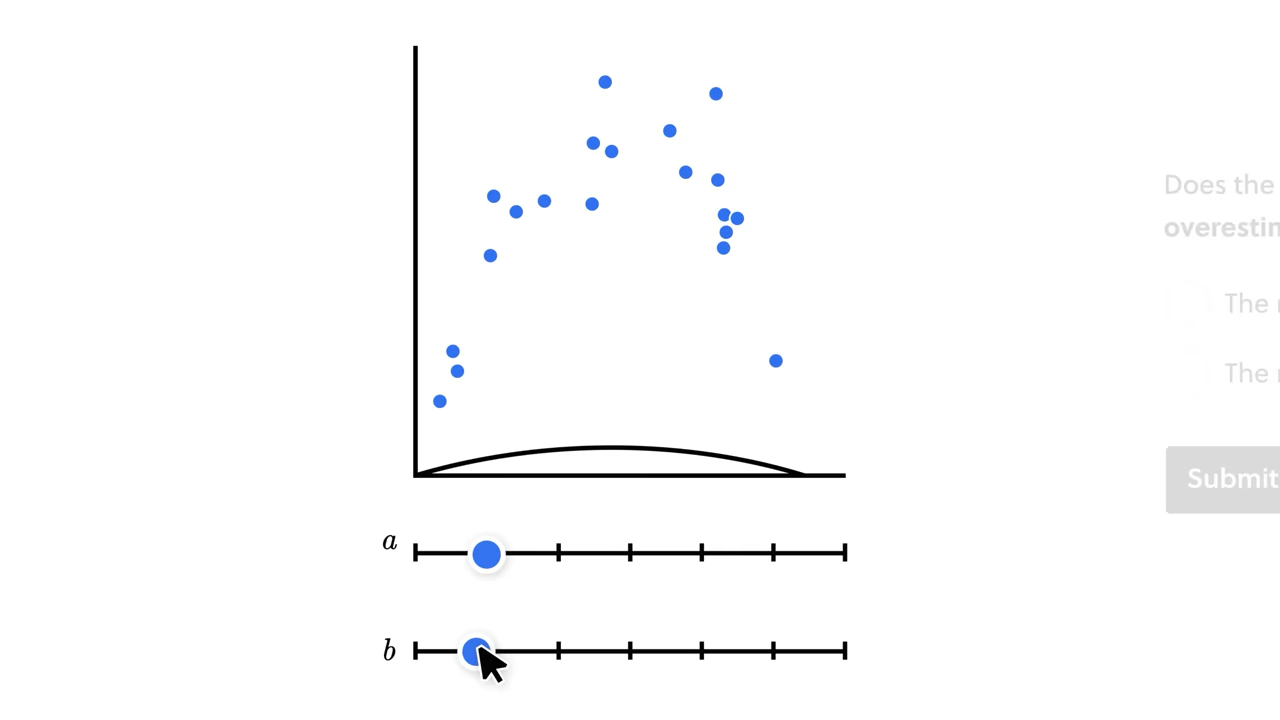 Does the
overestim
The
The
Submit
a
b